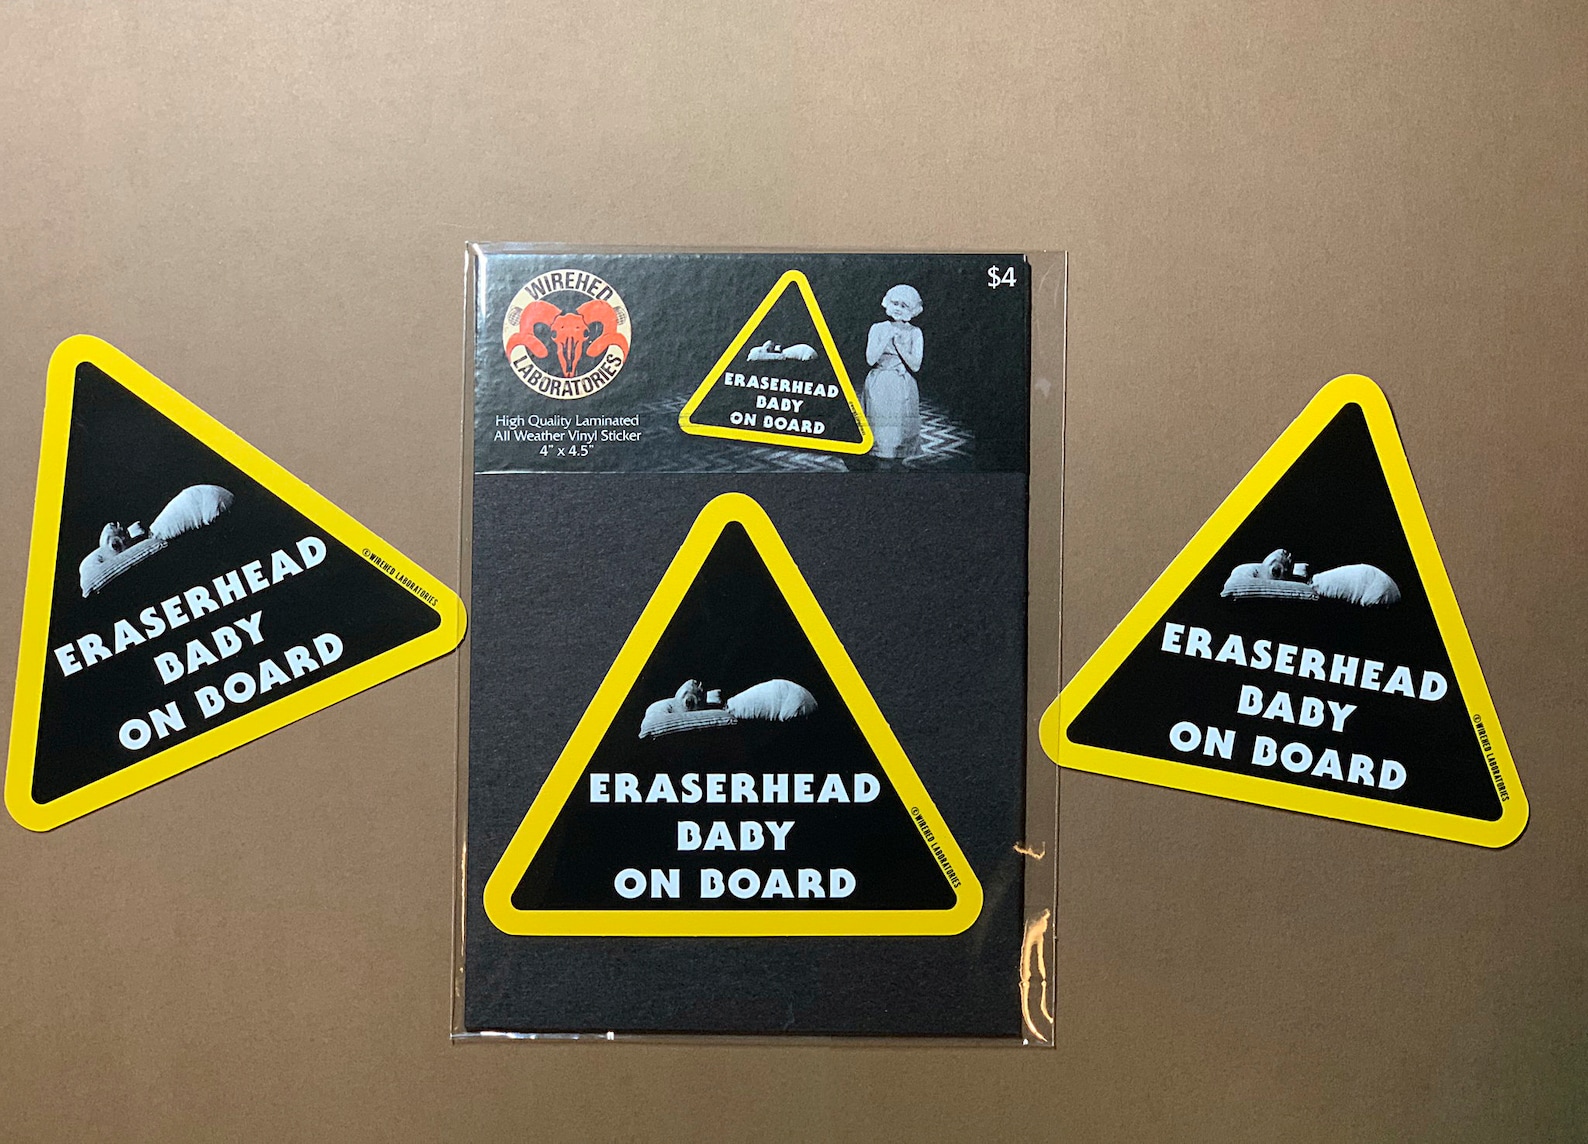 WIREHED
LABORATORIES
High Quality Laminated
All Weather Vinyl Sticker
4" x 4.5"
$4
ERASERHEAD
BABY
ON BOARD
ERASERHEAD
BABY
ON BOARD
©WIREHED LABORATORIES
ERASERHEAD
BABY
ON BOARD
©WIREHED LABORATORIES
ERASERHEAD
BABY
ON BOARD
©WIREHED LABORATORIES